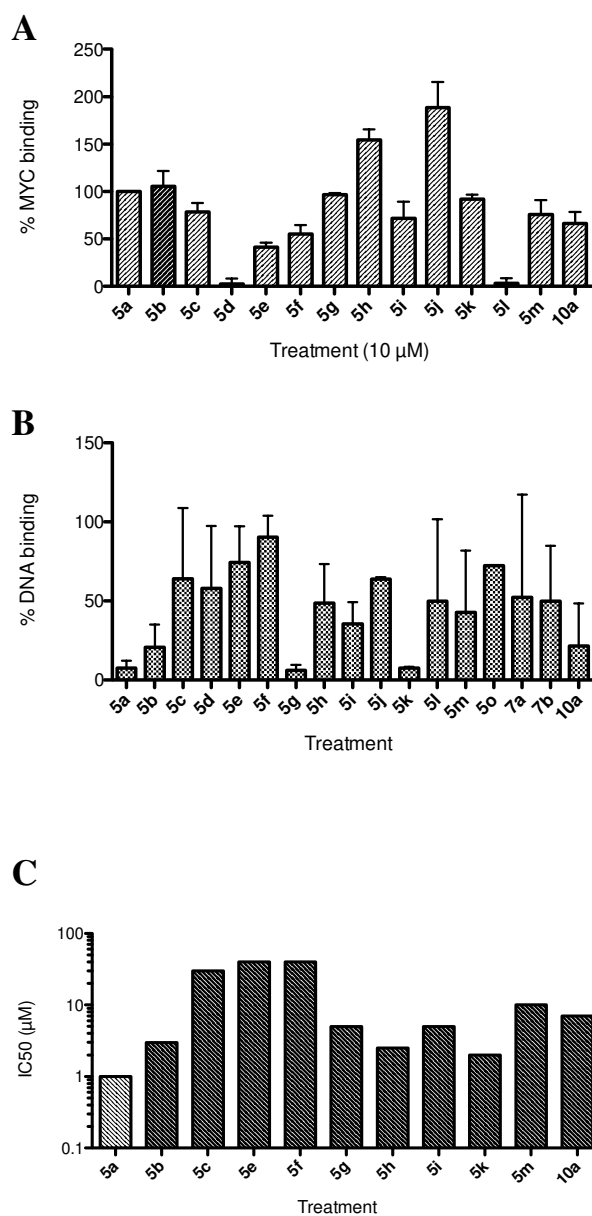 A
% MYC binding
250
200
150
100
50
0
5a 5b 5c 5d 5e 5f 5g 5h 5i 5j 5k 5l 5m 10a
Treatment (10 µM)
B
% DNA binding
150
100
50
0
5a 5b 5c 5d 5e 5f 5g 5h 5i 5j 5k 5l 5m 5o 7a 7b 10a
Treatment
C
IC50 (µM)
100
10
1
0.1
5a 5b 5c 5e 5f 5g 5h 5i 5k 5m 10a
Treatment